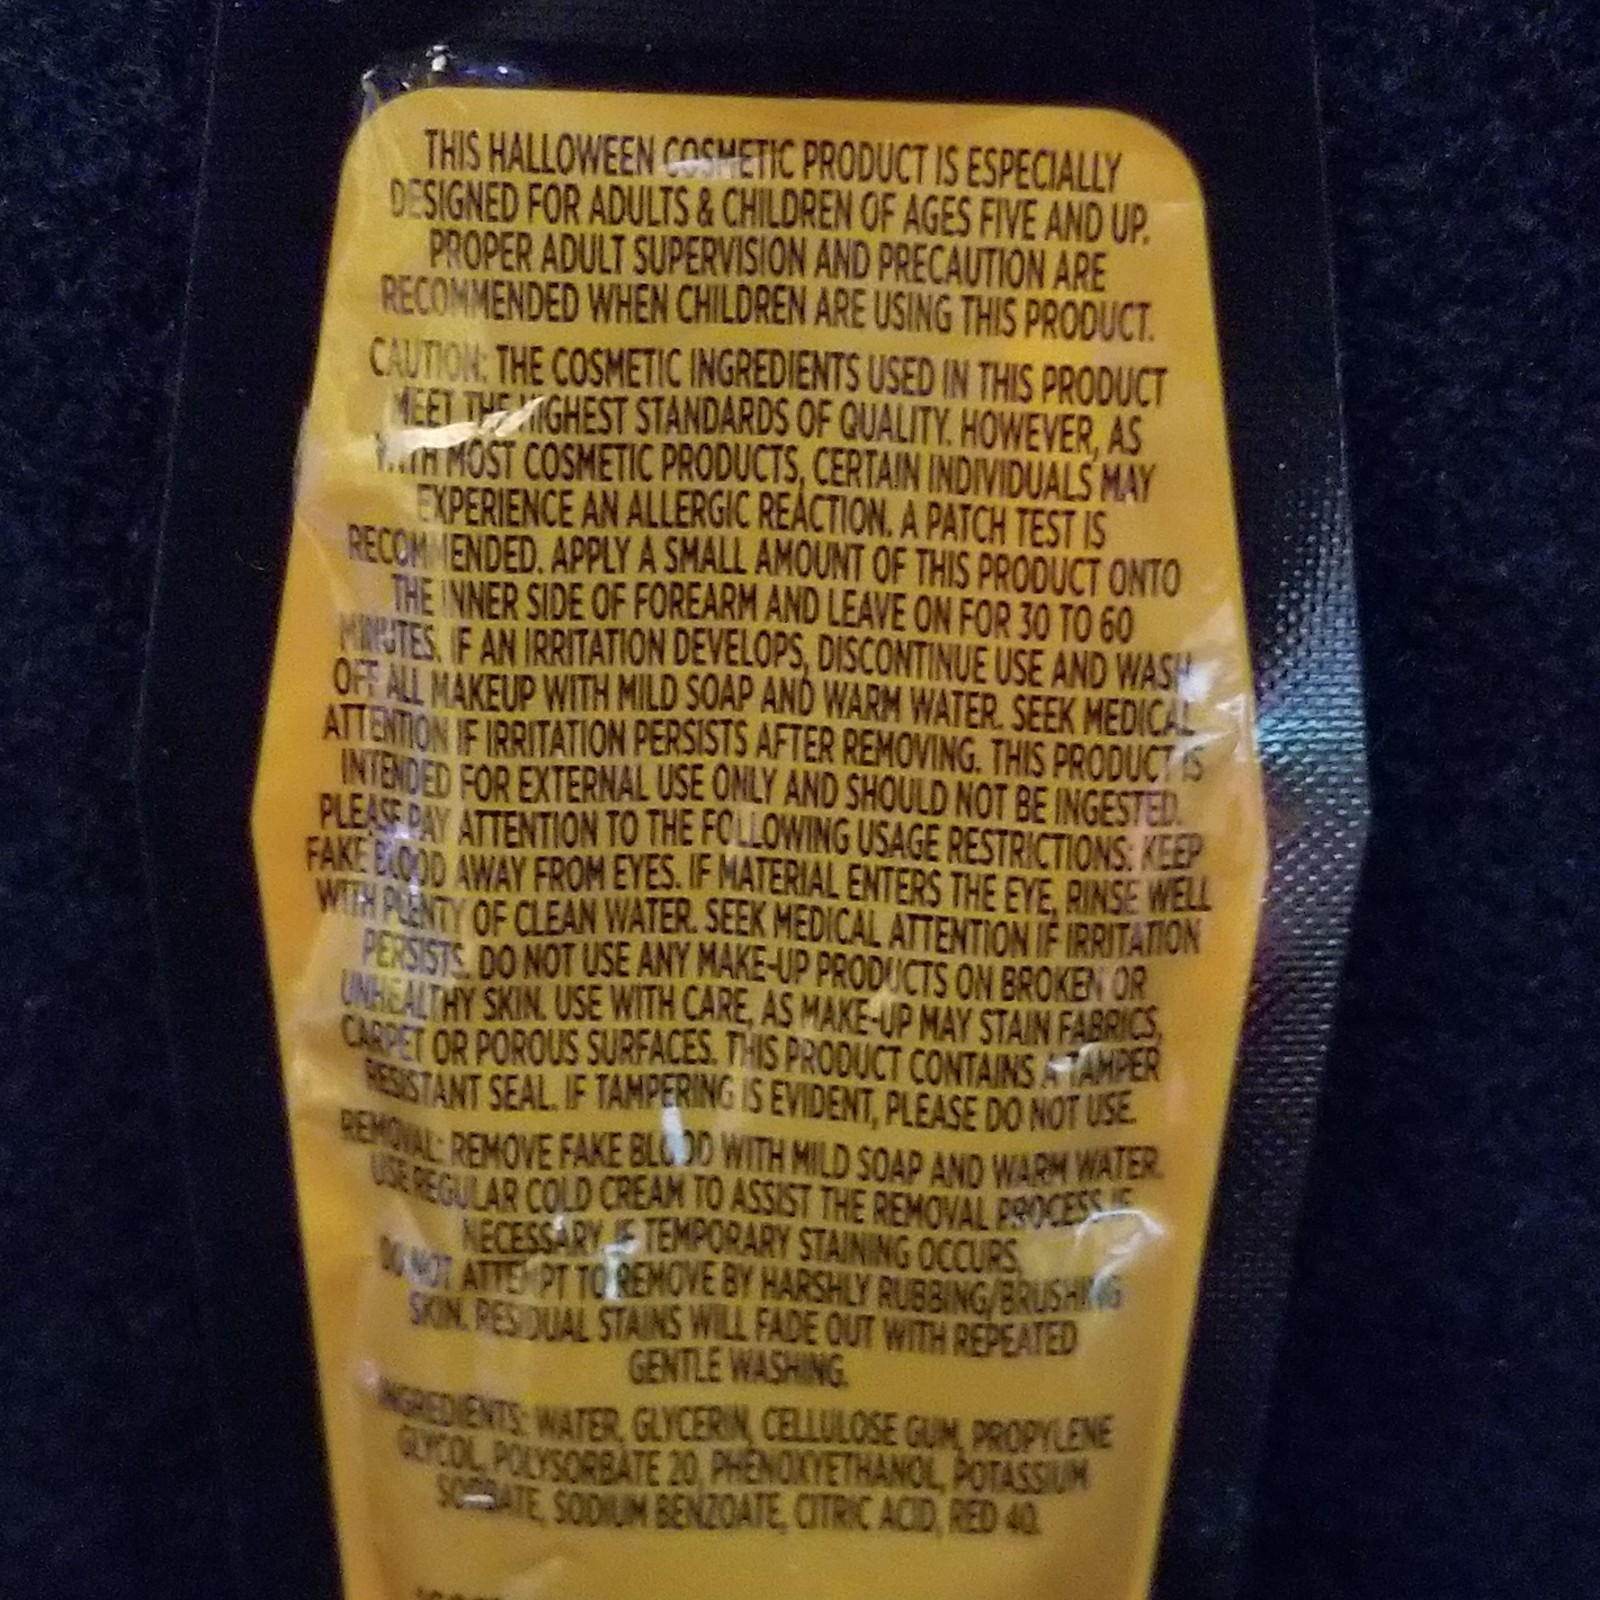 THIS HALLOWEEN COSMETIC PRODUCT IS ESPECIALLY
DESIGNED FOR ADULTS & CHILDREN OF AGES FIVE AND UP.
PROPER ADULT SUPERVISION AND PRECAUTION ARE
RECOMMENDED WHEN CHILDREN ARE USING THIS PRODUCT.
CAUTION: THE COSMETIC INGREDIENTS USED IN THIS PRODUCT
MEET THE HIGHEST STANDARDS OF QUALITY. HOWEVER, AS
WITH MOST COSMETIC PRODUCTS, CERTAIN INDIVIDUALS MAY
EXPERIENCE AN ALLERGIC REACTION. A PATCH TEST IS
RECOMMENDED. APPLY A SMALL AMOUNT OF THIS PRODUCT ONTO
THE INNER SIDE OF FOREARM AND LEAVE ON FOR 30 TO 60
MINUTES. IF AN IRRITATION DEVELOPS, DISCONTINUE USE AND WASH
OFF ALL MAKEUP WITH MILD SOAP AND WARM WATER. SEEK MEDICAL
ATTENTION IF IRRITATION PERSISTS AFTER REMOVING. THIS PRODUCT IS
INTENDED FOR EXTERNAL USE ONLY AND SHOULD NOT BE INGESTED.
PLEASE PAY ATTENTION TO THE FOLLOWING USAGE RESTRICTIONS: KEEP
FAKE BLOOD AWAY FROM EYES. IF MATERIAL ENTERS THE EYE, RINSE WELL
WITH PLENTY OF CLEAN WATER. SEEK MEDICAL ATTENTION IF IRRITATION
PERSISTS. DO NOT USE ANY MAKE-UP PRODUCTS ON BROKEN OR
UNHEALTHY SKIN. USE WITH CARE, AS MAKE-UP MAY STAIN FABRICS,
CARPET OR POROUS SURFACES. THIS PRODUCT CONTAINS A TAMPER
RESISTANT SEAL. IF TAMPERING IS EVIDENT, PLEASE DO NOT USE.
REMOVAL: REMOVE FAKE BLOOD WITH MILD SOAP AND WARM WATER.
USE REGULAR COLD CREAM TO ASSIST THE REMOVAL PROCESS IF
NECESSARY. IF TEMPORARY STAINING OCCURS,
DO NOT ATTEMPT TO REMOVE BY HARSHLY RUBBING/BRUSHING
SKIN. RESIDUAL STAINS WILL FADE OUT WITH REPEATED
GENTLE WASHING.
INGREDIENTS: WATER, GLYCERIN, CELLULOSE GUM, PROPYLENE
GLYCOL, POLYSORBATE 20, PHENOXYETHANOL, POTASSIUM
SORBATE, SODIUM BENZOATE, CITRIC ACID, RED 40.